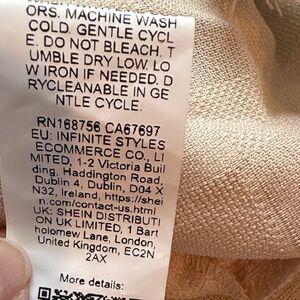 ORS. MACHINE WASH
COLD. GENTLE CYCL
E. DO NOT BLEACH. T
UMBLE DRY LOW. LO
W IRON IF NEEDED. D
RYCLEANABLE IN GE
NTLE CYCLE.
RN168756 CA67697
EU: INFINITE STYLES
ECOMMERCE CO., LI
MITED, 1-2 Victoria Buil
ding, Haddington Road,
Dublin 4, Dublin, D04 X
N32, Ireland, https://shei
n.com/contact-us.html
UK: SHEIN DISTRIBUTI
ON UK LIMITED, 1 Bart
holomew Lane, London,
United Kingdom, EC2N
2AX
More details: